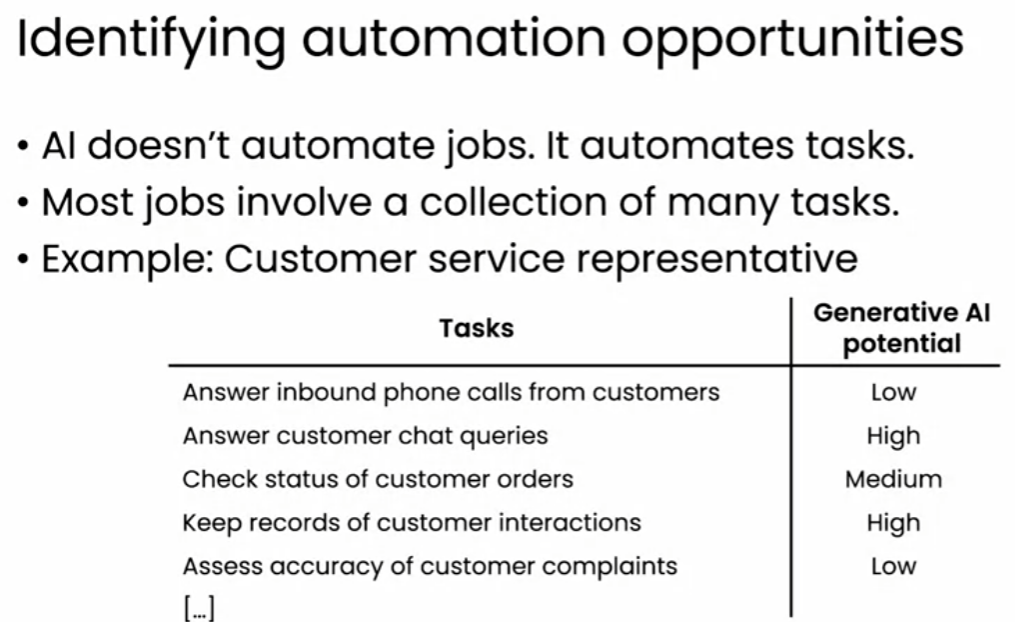 Identifying automation opportunities
• AI doesn't automate jobs. It automates tasks.
• Most jobs involve a collection of many tasks.
• Example: Customer service representative
Tasks
Generative AI
potential
Answer inbound phone calls from customers Low
Answer customer chat queries High
Check status of customer orders Medium
Keep records of customer interactions High
Assess accuracy of customer complaints Low
[...]